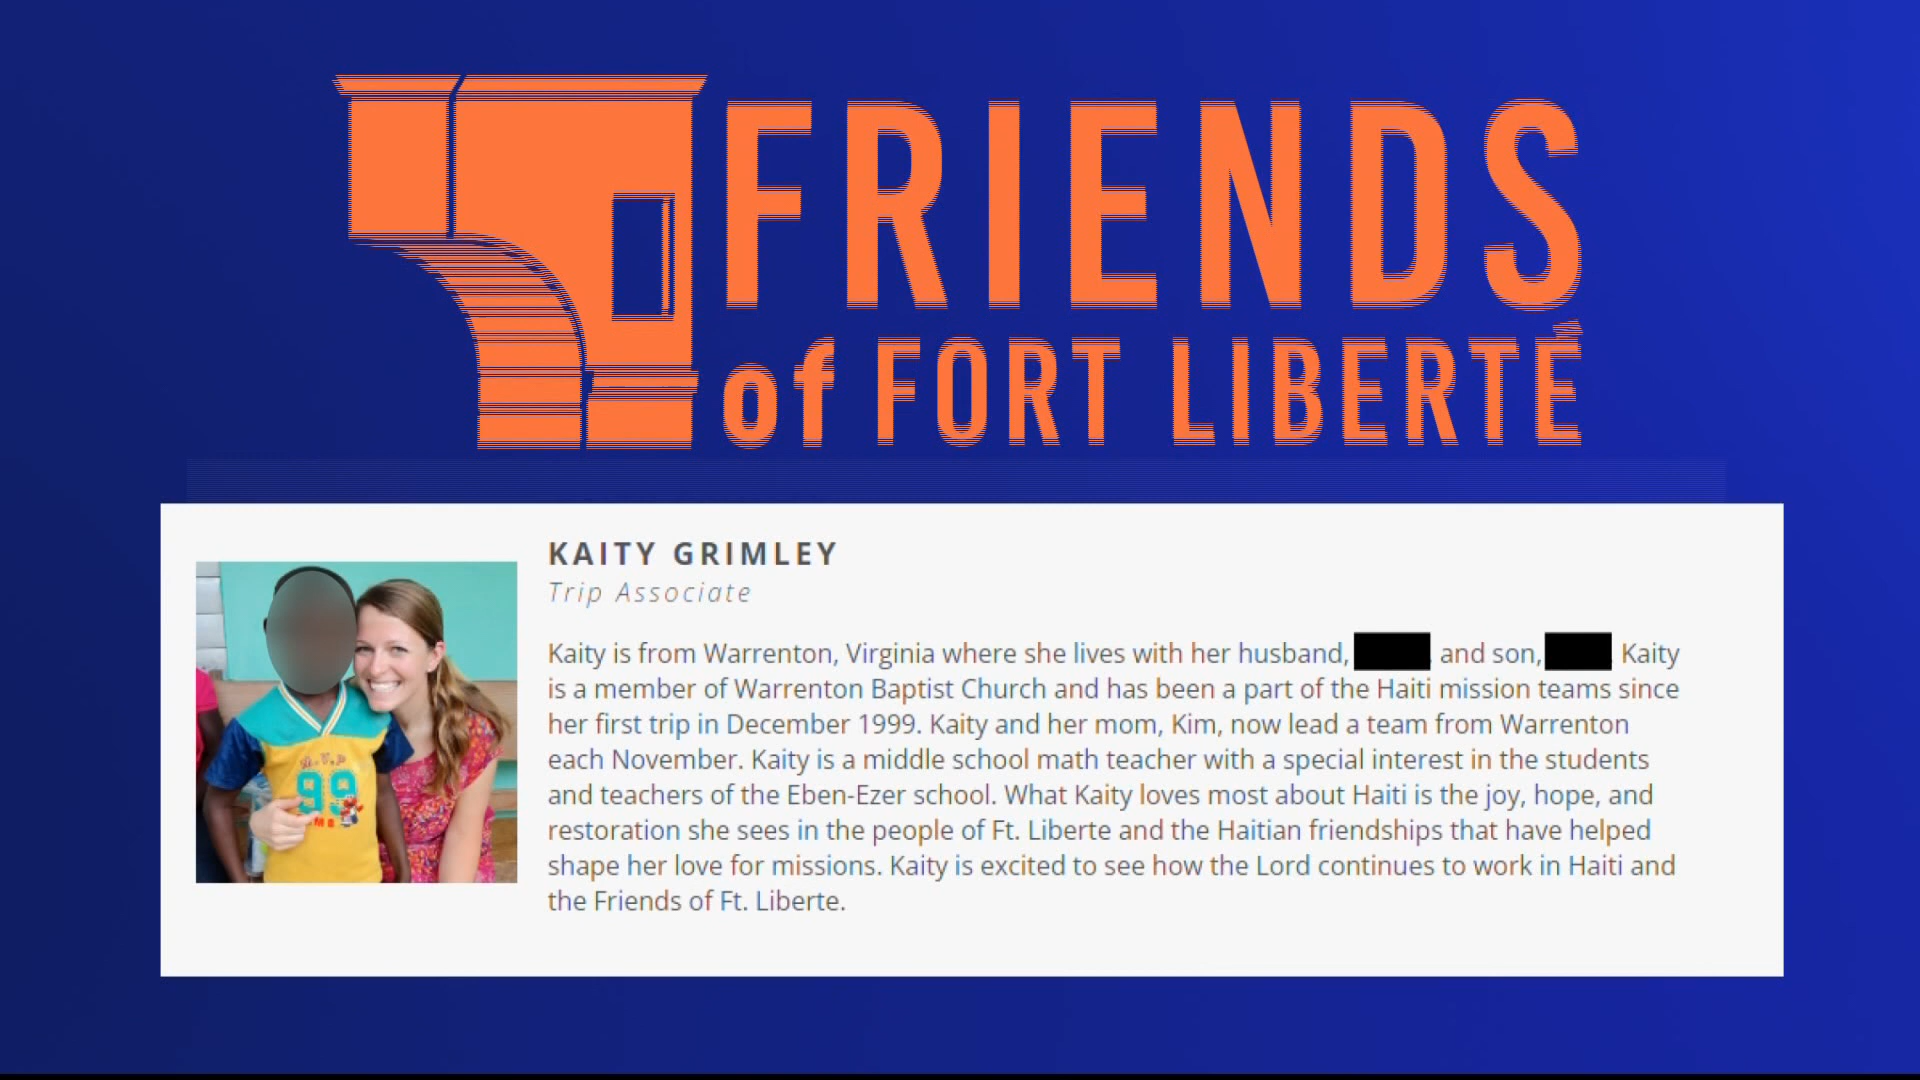 FRIENDS
of FORT LIBERTÉ
KAITY GRIMLEY
Trip Associate
Kaity is from Warrenton, Virginia where she lives with her husband, , and son, Kaity
is a member of Warrenton Baptist Church and has been a part of the Haiti mission teams since
her first trip in December 1999. Kaity and her mom, Kim, now lead a team from Warrenton
each November. Kaity is a middle school math teacher with a special interest in the students
and teachers of the Eben-Ezer school. What Kaity loves most about Haiti is the joy, hope, and
restoration she sees in the people of Ft. Liberte and the Haitian friendships that have helped
shape her love for missions. Kaity is excited to see how the Lord continues to work in Haiti and
the Friends of Ft. Liberte.
99